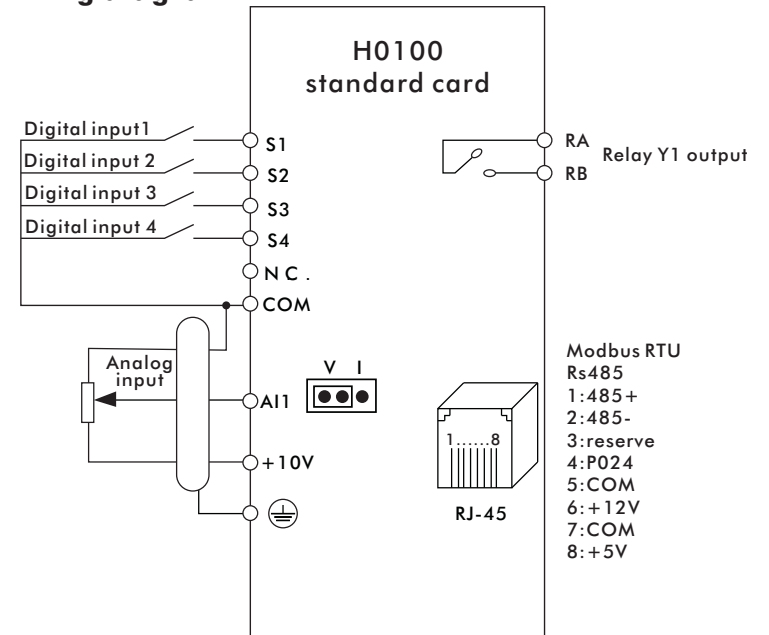 H0100
standard card
Digital input1
Digital input 2
Digital input 3
Digital input 4
S1
S2
S3
S4
NC.
COM
Analog
input
AI1
+10V
V I
RA
RB
Relay Y1 output
1......8
RJ-45
Modbus RTU
Rs485
1:485+
2:485-
3:reserve
4:P024
5:COM
6:+12V
7:COM
8:+5V